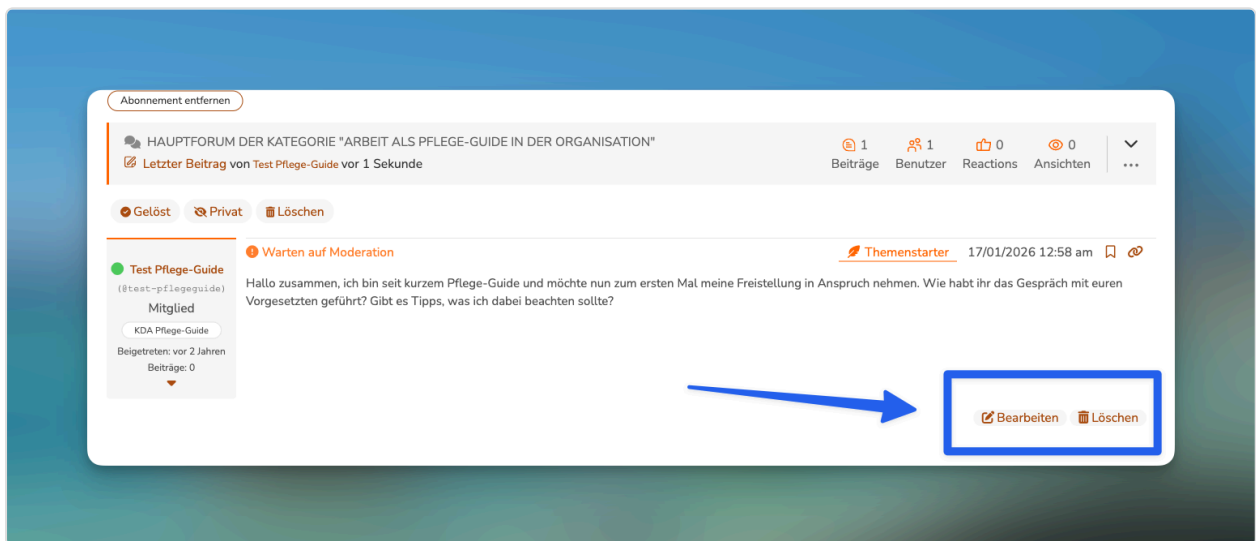 Abonnement entfernen
HAUPTFORUM DER KATEGORIE "ARBEIT ALS PFLEGE-GUIDE IN DER ORGANISATION"
Letzter Beitrag von Test Pflege-Guide vor 1 Sekunde
1 1 0 0
Beiträge Benutzer Reactions Ansichten
Gelöst Privat Löschen
Warten auf Moderation Themenstarter 17/01/2026 12:58 am
Test Pflege-Guide
(@test-pflegeguide)
Mitglied
KDA Pflege-Guide
Beigetreten: vor 2 Jahren
Beiträge: 0
Hallo zusammen, ich bin seit kurzem Pflege-Guide und möchte nun zum ersten Mal meine Freistellung in Anspruch nehmen. Wie habt ihr das Gespräch mit euren
Vorgesetzten geführt? Gibt es Tipps, was ich dabei beachten sollte?
Bearbeiten Löschen